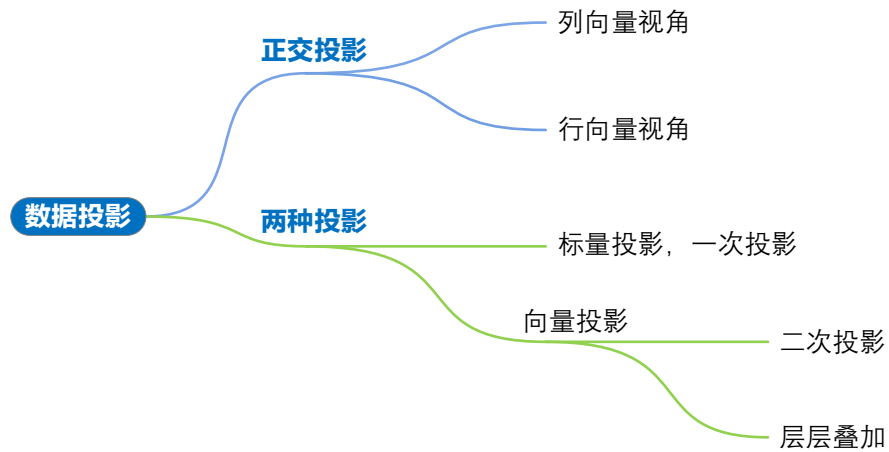 数据投影
正交投影
列向量视角
行向量视角
两种投影
标量投影，一次投影
向量投影
二次投影
层层叠加